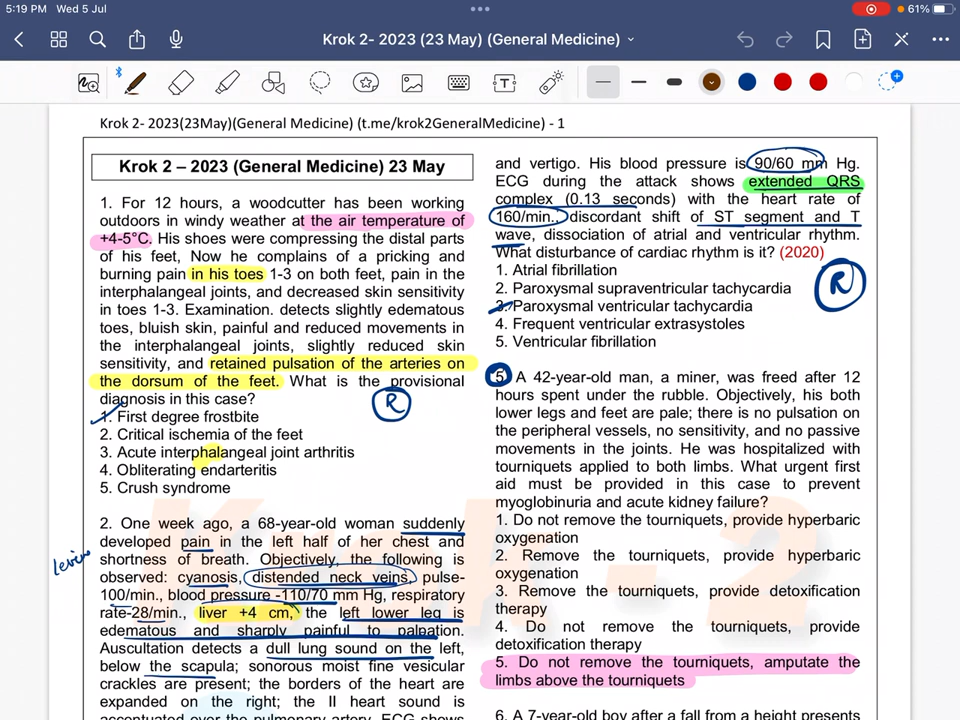 5:19 PM Wed 5 Jul
61%
Krok 2- 2023 (23 May) (General Medicine)
Krok 2- 2023(23May)(General Medicine) (t.me/krok2GeneralMedicine) - 1
Krok 2 – 2023 (General Medicine) 23 May
1. For 12 hours, a woodcutter has been working
outdoors in windy weather at the air temperature of
+4-5°C. His shoes were compressing the distal parts
of his feet, Now he complains of a pricking and
burning pain in his toes 1-3 on both feet, pain in the
interphalangeal joints, and decreased skin sensitivity
in toes 1-3. Examination. detects slightly edematous
toes, bluish skin, painful and reduced movements in
the interphalangeal joints, slightly reduced skin
sensitivity, and retained pulsation of the arteries on
the dorsum of the feet. What is the provisional
diagnosis in this case?
R
1. First degree frostbite
2. Critical ischemia of the feet
3. Acute interphalangeal joint arthritis
4. Obliterating endarteritis
5. Crush syndrome
2. One week ago, a 68-year-old woman suddenly
developed pain in the left half of her chest and
shortness of breath. Objectively, the following is
observed: cyanosis, distended neck veins, pulse-
100/min., blood pressure -110/70 mm Hg, respiratory
rate-28/min., liver +4 cm, the left lower leg is
edematous and sharply painful to palpation.
Auscultation detects a dull lung sound on the left,
below the scapula; sonorous moist fine vesicular
crackles are present; the borders of the heart are
expanded on the right; the II heart sound is
accentuated over the pulmonary artery. ECG shows
and vertigo. His blood pressure is 90/60 mm Hg.
ECG during the attack shows extended QRS
complex (0.13 seconds) with the heart rate of
160/min., discordant shift of ST segment and T
wave, dissociation of atrial and ventricular rhythm.
What disturbance of cardiac rhythm is it? (2020)
1. Atrial fibrillation
2. Paroxysmal supraventricular tachycardia
3. Paroxysmal ventricular tachycardia
4. Frequent ventricular extrasystoles
5. Ventricular fibrillation
R
5. A 42-year-old man, a miner, was freed after 12
hours spent under the rubble. Objectively, his both
lower legs and feet are pale; there is no pulsation on
the peripheral vessels, no sensitivity, and no passive
movements in the joints. He was hospitalized with
tourniquets applied to both limbs. What urgent first
aid must be provided in this case to prevent
myoglobinuria and acute kidney failure?
1. Do not remove the tourniquets, provide hyperbaric
oxygenation
2. Remove the tourniquets, provide hyperbaric
oxygenation
3. Remove the tourniquets, provide detoxification
therapy
4. Do not remove the tourniquets, provide
detoxification therapy
5. Do not remove the tourniquets, amputate the
limbs above the tourniquets
6. A 7-year-old boy after a fall from a height presents
Krok - 2